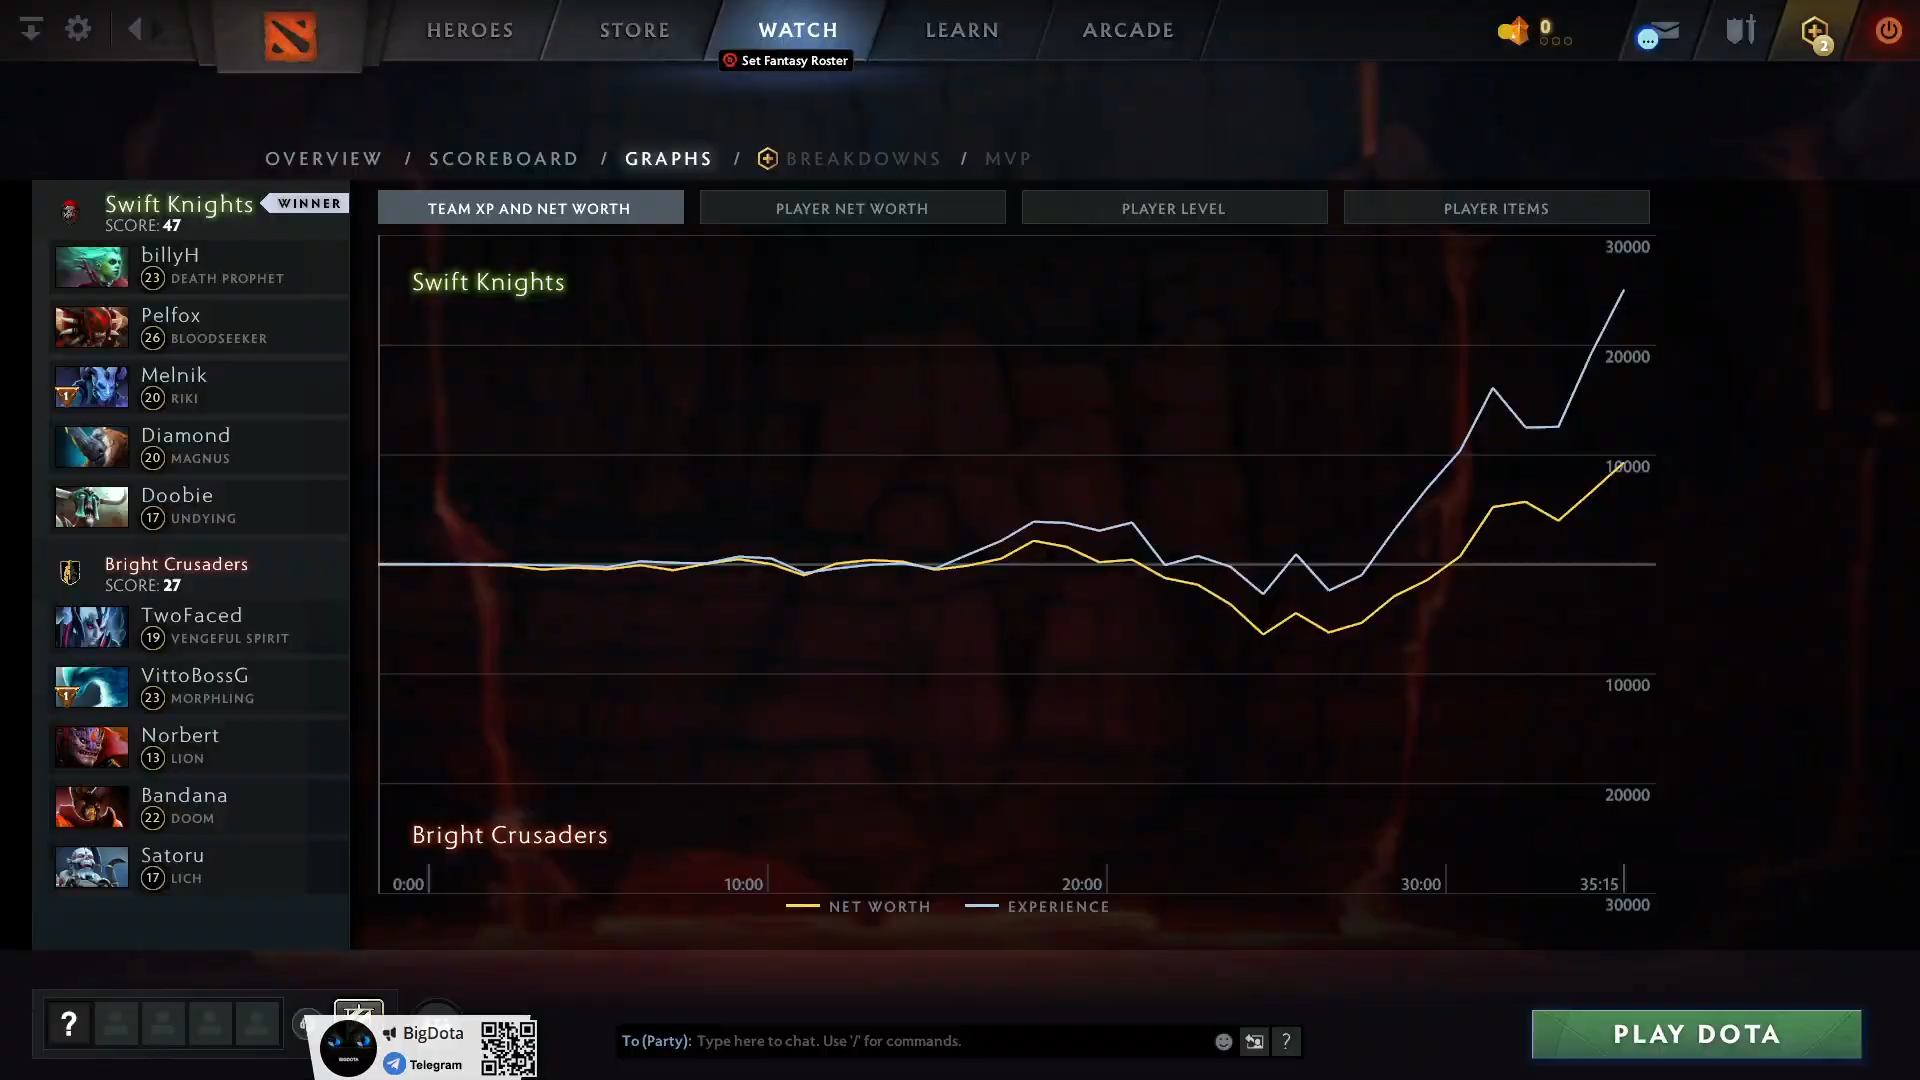 HEROES
STORE
WATCH
LEARN
ARCADE
0
2
Set Fantasy Roster
OVERVIEW / SCOREBOARD / GRAPHS / BREAKDOWNS / MVP
Swift Knights
WINNER
SCORE: 47
billyH
23 DEATH PROPHET
Pelfox
26 BLOODSEEKER
1
Melnik
20 RIKI
Diamond
20 MAGNUS
Doobie
17 UNDYING
Bright Crusaders
SCORE: 27
TwoFaced
19 VENGEFUL SPIRIT
1
VittoBossG
23 MORPHLING
Norbert
13 LION
Bandana
22 DOOM
Satoru
17 LICH
TEAM XP AND NET WORTH
PLAYER NET WORTH
PLAYER LEVEL
PLAYER ITEMS
30000
Swift Knights
20000
10000
10000
20000
Bright Crusaders
0:00
10:00
20:00
30:00
35:15
30000
NET WORTH
EXPERIENCE
?
BIGDOTA
BigDota
Telegram
To (Party): Type here to chat. Use '/' for commands.
?
PLAY DOTA